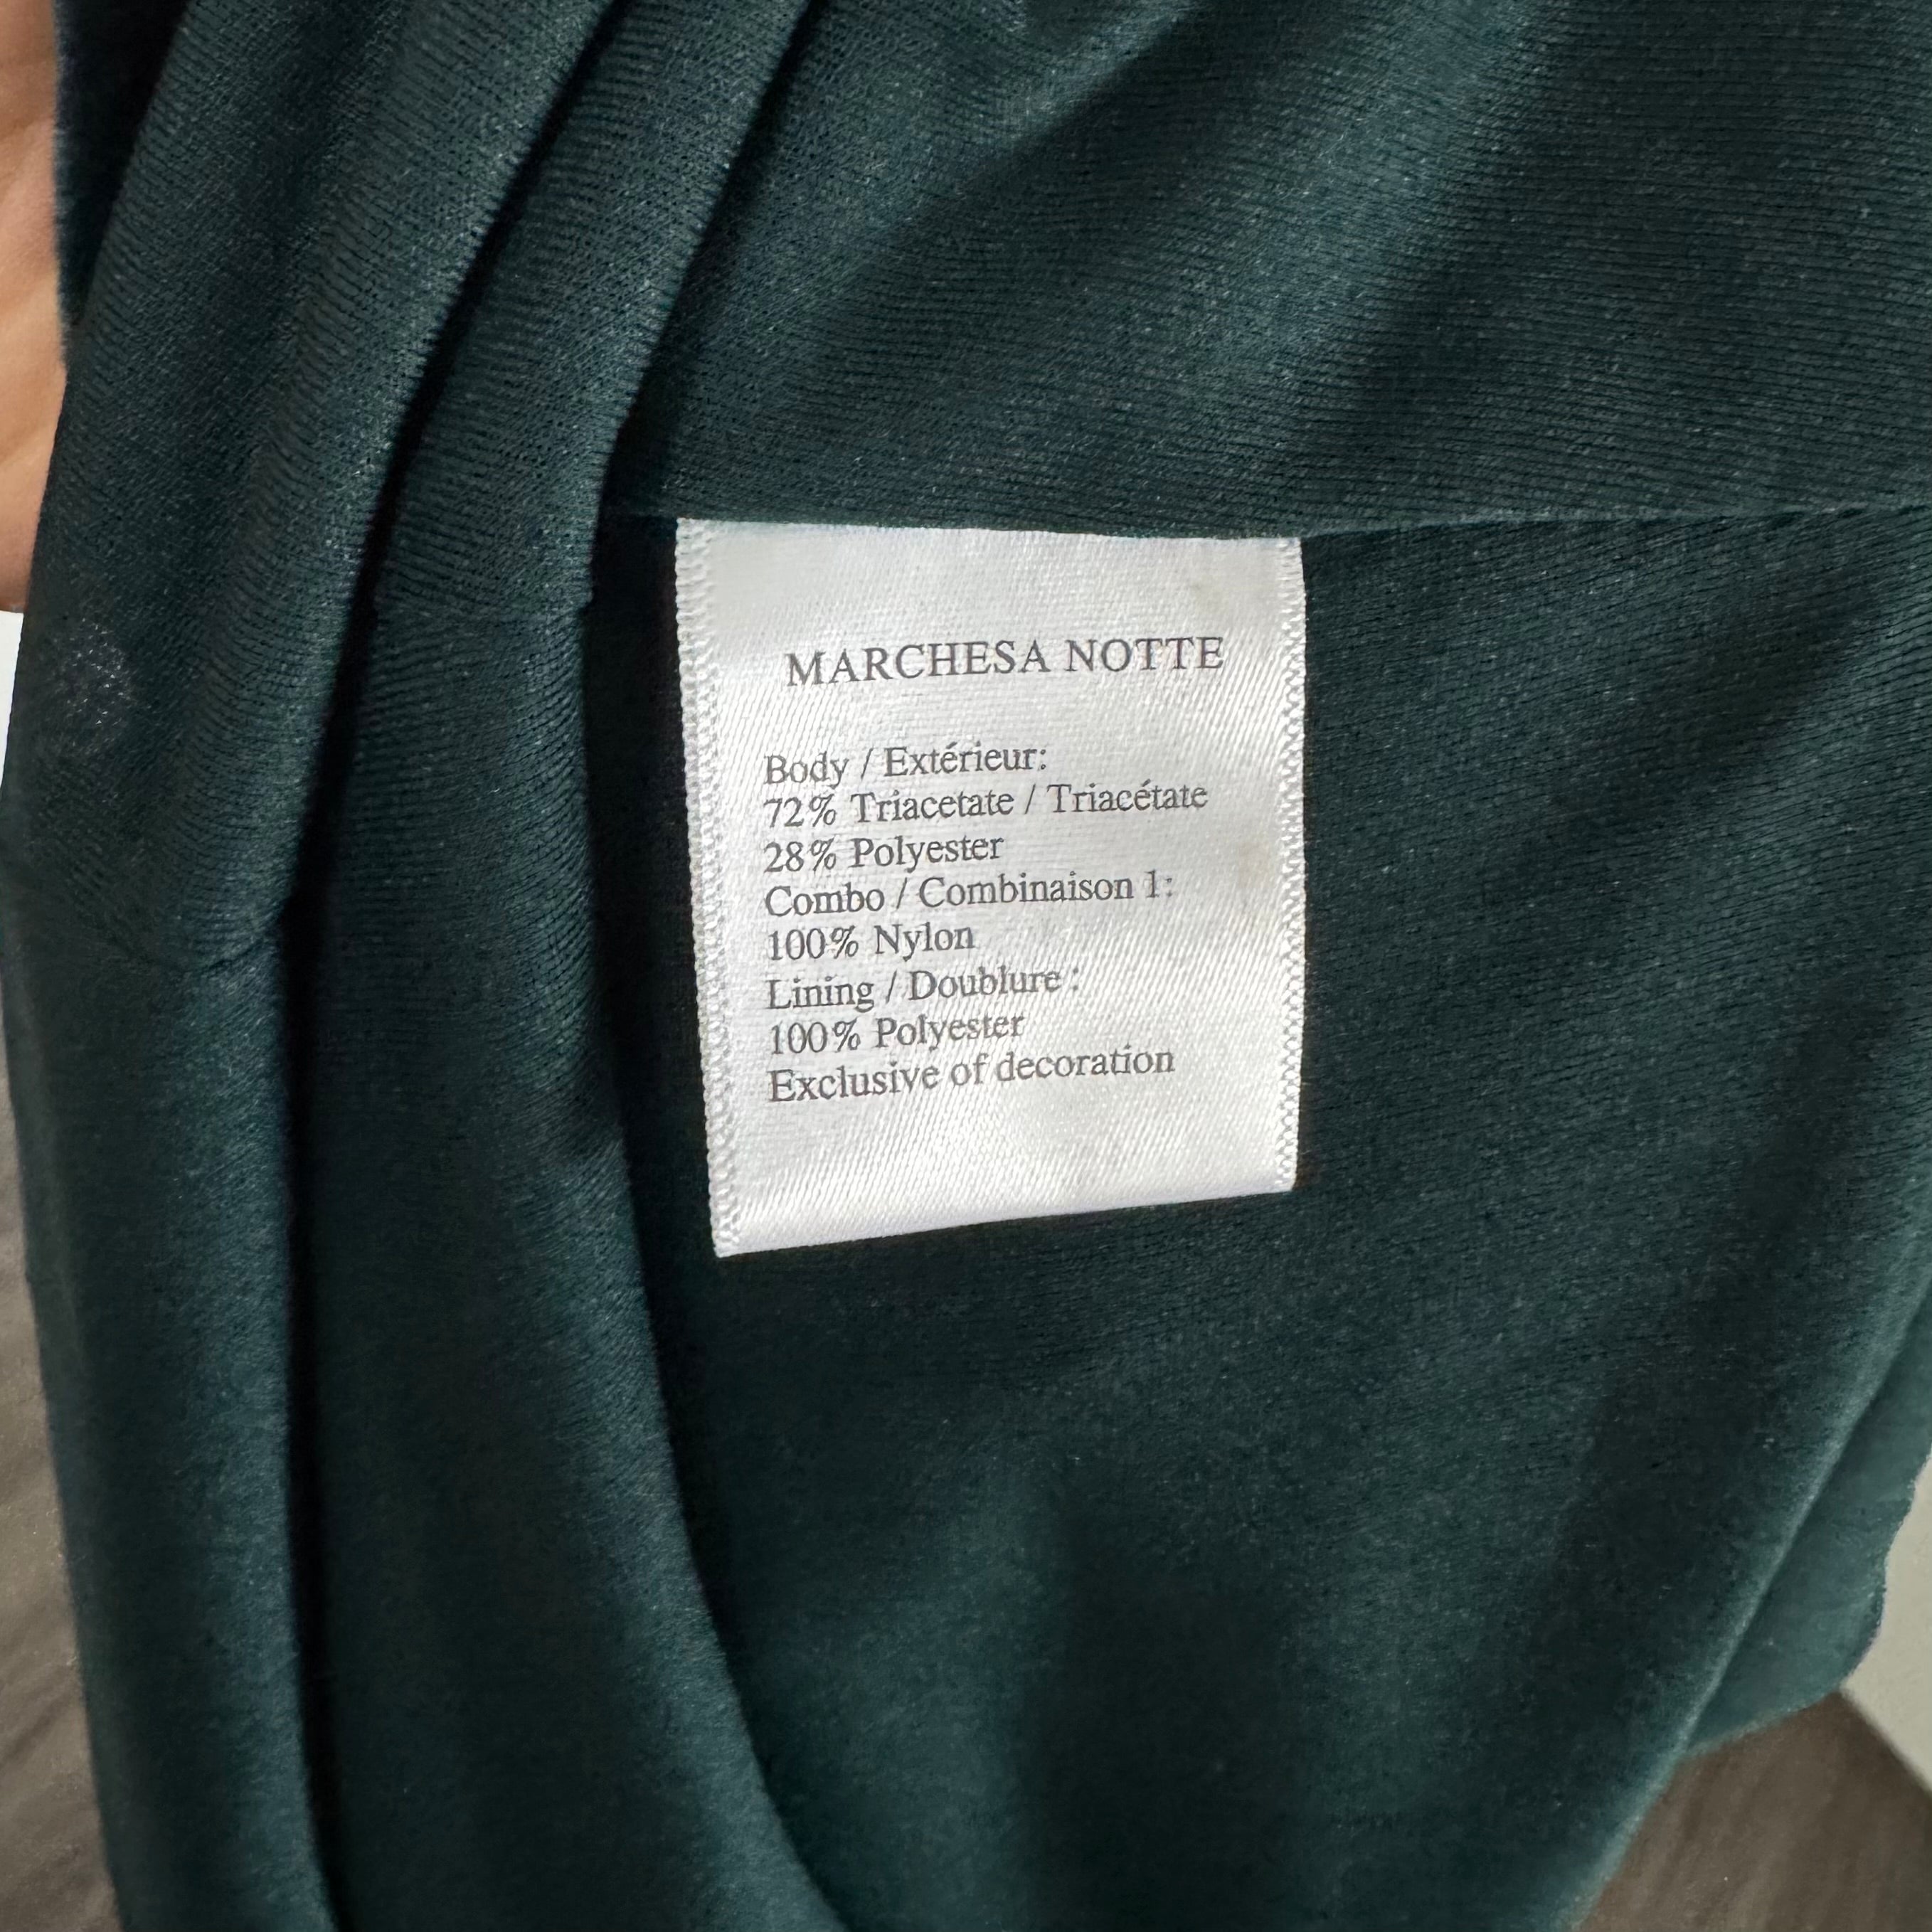 MARCHESA NOTTE
Body / Extérieur:
72% Triacetate / Triacétate
28% Polyester
Combo / Combinaison 1:
100% Nylon
Lining / Doublure :
100% Polyester
Exclusive of decoration